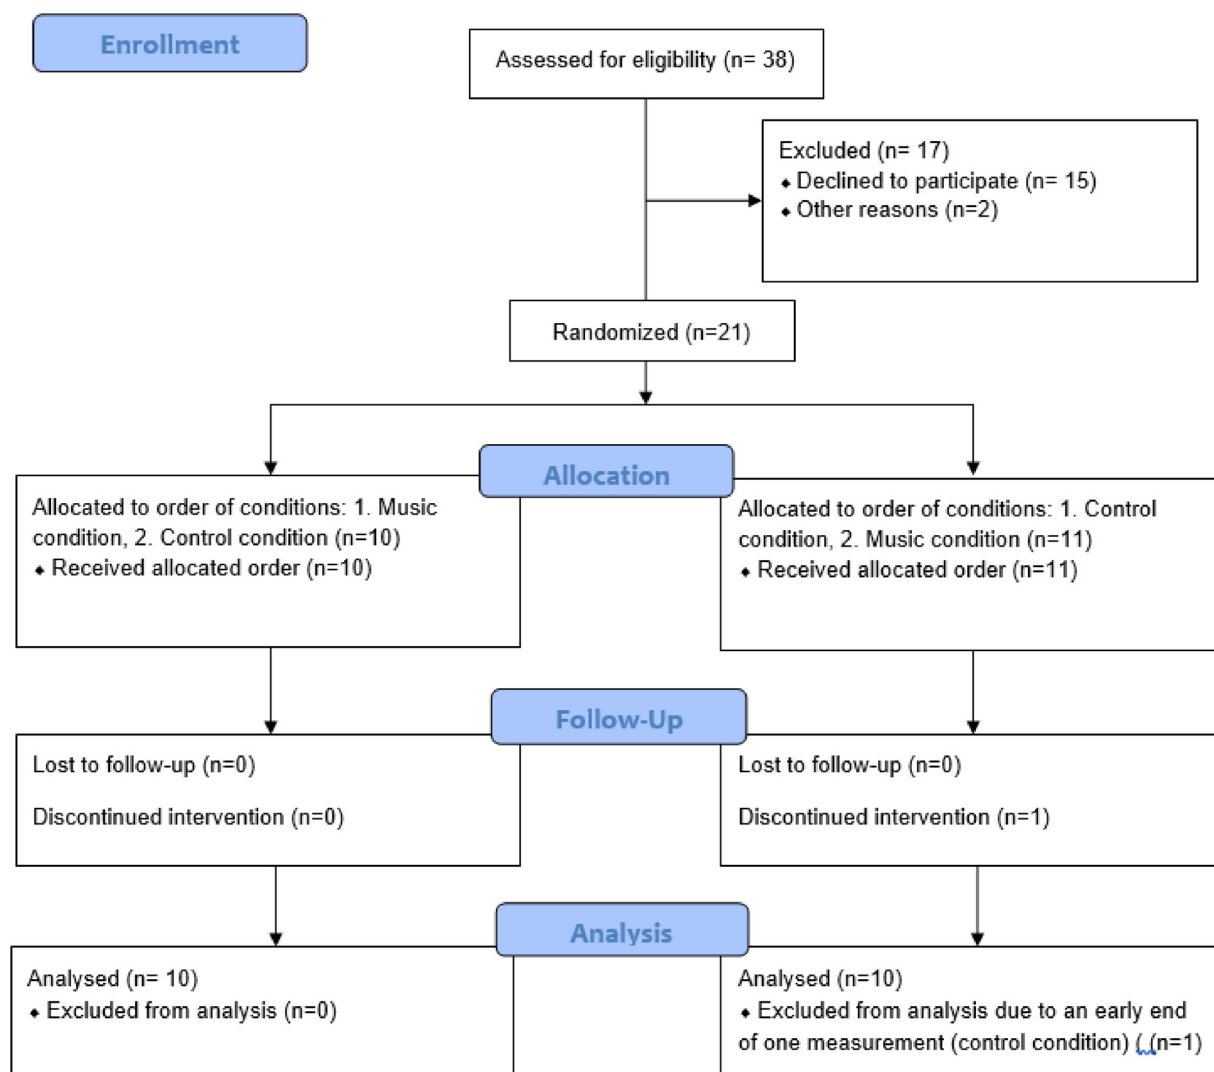 Enrollment
Assessed for eligibility (n= 38)
Excluded (n= 17)
⬥ Declined to participate (n= 15)
⬥ Other reasons (n=2)
Randomized (n=21)
Allocation
Allocated to order of conditions: 1. Music
condition, 2. Control condition (n=10)
⬥ Received allocated order (n=10)
Allocated to order of conditions: 1. Control
condition, 2. Music condition (n=11)
⬥ Received allocated order (n=11)
Follow-Up
Lost to follow-up (n=0)
Discontinued intervention (n=0)
Lost to follow-up (n=0)
Discontinued intervention (n=1)
Analysis
Analysed (n= 10)
⬥ Excluded from analysis (n=0)
Analysed (n=10)
⬥ Excluded from analysis due to an early end
of one measurement (control condition) ( (n=1)